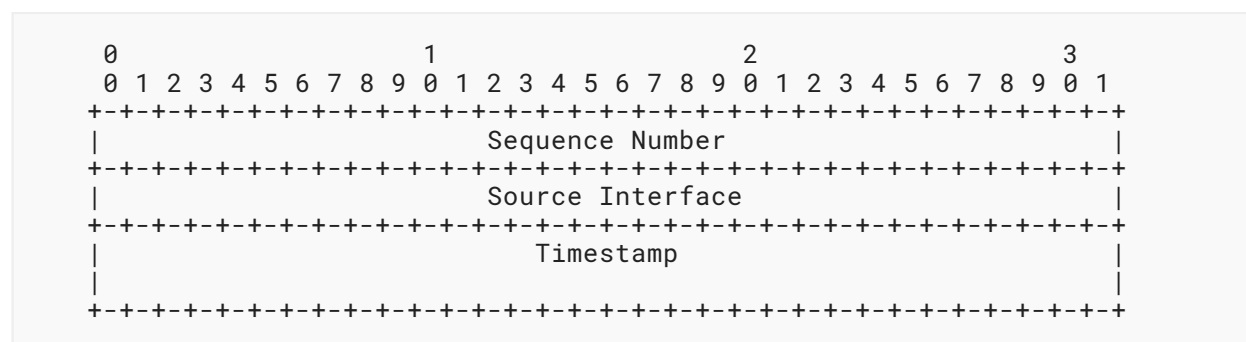 0                   1                   2                   3
 0 1 2 3 4 5 6 7 8 9 0 1 2 3 4 5 6 7 8 9 0 1 2 3 4 5 6 7 8 9 0 1
+-+-+-+-+-+-+-+-+-+-+-+-+-+-+-+-+-+-+-+-+-+-+-+-+-+-+-+-+-+-+-+-+
|                        Sequence Number                        |
+-+-+-+-+-+-+-+-+-+-+-+-+-+-+-+-+-+-+-+-+-+-+-+-+-+-+-+-+-+-+-+-+
|                        Source Interface                       |
+-+-+-+-+-+-+-+-+-+-+-+-+-+-+-+-+-+-+-+-+-+-+-+-+-+-+-+-+-+-+-+-+
|                           Timestamp                           |
|                                                               |
+-+-+-+-+-+-+-+-+-+-+-+-+-+-+-+-+-+-+-+-+-+-+-+-+-+-+-+-+-+-+-+-+